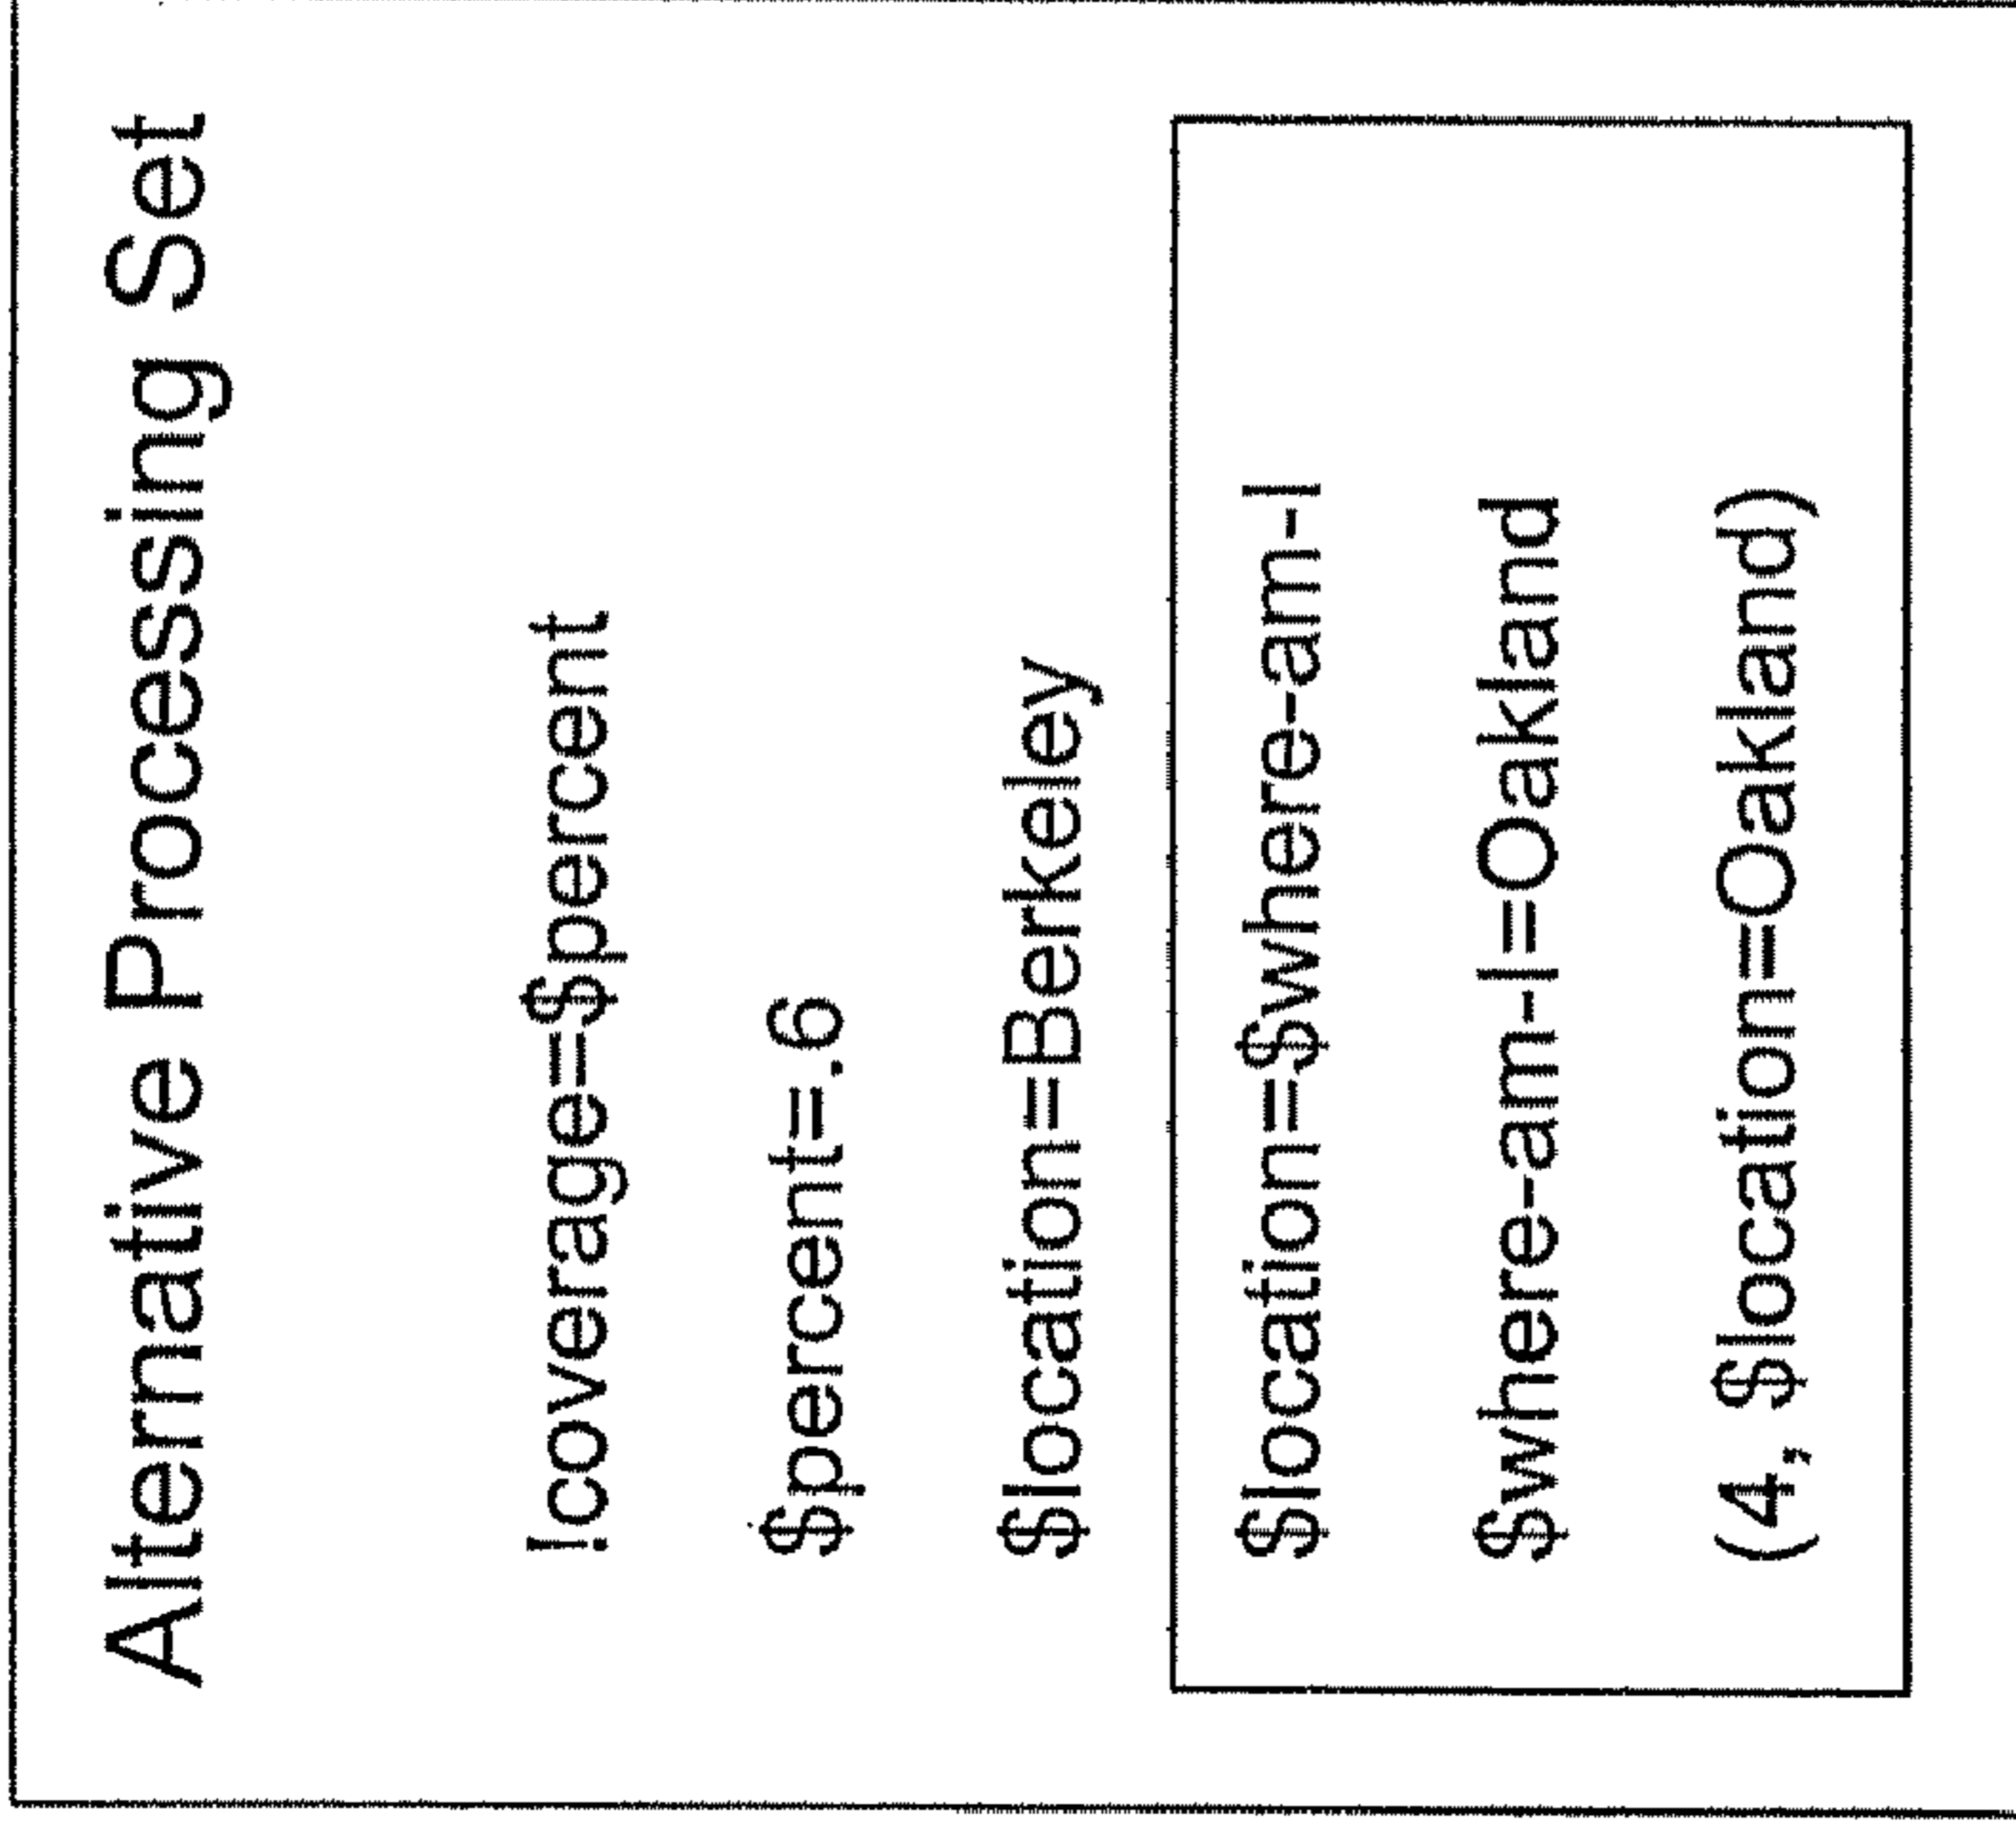 Alternative Processing Set
!coverage=$percent
$percent=.6
$location=Berkeley
$location=$where-am-I
$where-am-I=Oakland
(4, $location=Oakland)